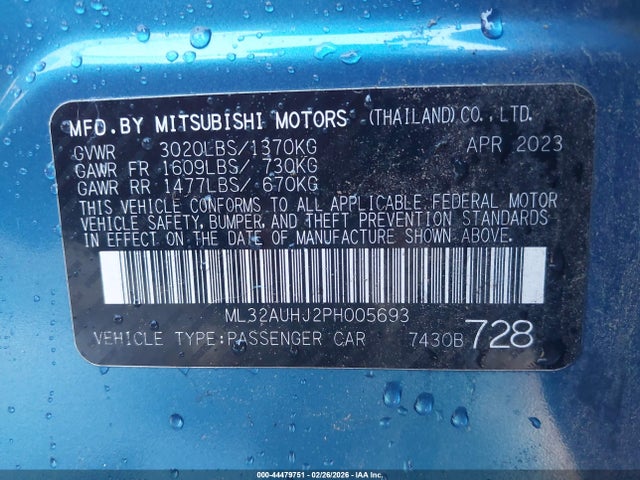 MFG. BY MITSUBISHI MOTORS (THAILAND) CO., LTD.
GVWR 3020LBS/1370KG APR 2023
GAWR FR 1609LBS/ 730KG
GAWR RR 1477LBS/ 670KG
THIS VEHICLE CONFORMS TO ALL APPLICABLE FEDERAL MOTOR
VEHICLE SAFETY, BUMPER, AND THEFT PREVENTION STANDARDS
IN EFFECT ON THE DATE OF MANUFACTURE SHOWN ABOVE.
ML32AUHJ2PH005693
VEHICLE TYPE:PASSENGER CAR 7430B 728
000-44479751 - 02/26/2026 - IAA Inc.